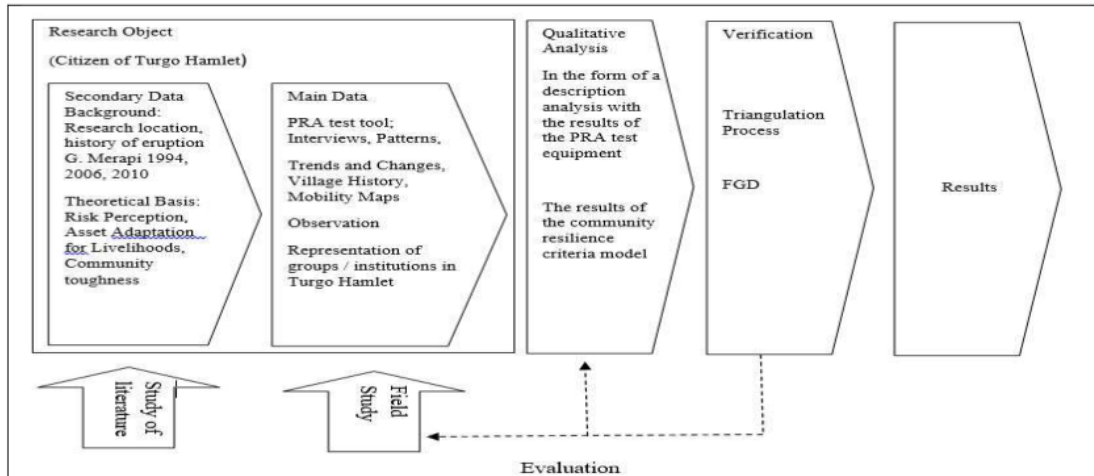 Research Object
(Citizen of Turgo Hamlet)
Secondary Data
Background:
Research location,
history of eruption
G. Merapi 1994,
2006, 2010
Theoretical Basis:
Risk Perception,
Asset Adaptation
for Livelihoods,
Community
toughness
Main Data
PRA test tool;
Interviews, Patterns,
Trends and Changes,
Village History,
Mobility Maps
Observation
Representation of
groups / institutions in
Turgo Hamlet
Qualitative
Analysis
In the form of a
description
analysis with
the results of
the PRA test
equipment
The results of
the community
resilience
criteria model
Verification
Triangulation
Process
FGD
Results
Study of
literature
Field
Study
Evaluation